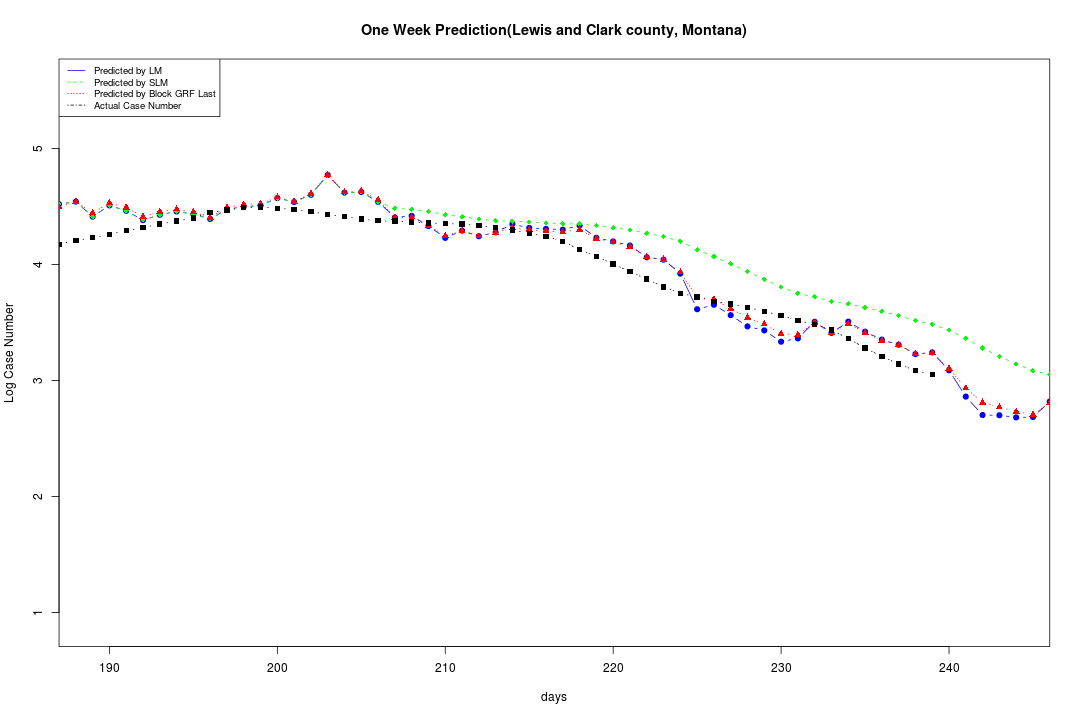 One Week Prediction(Lewis and Clark county, Montana)
Predicted by LM
Predicted by SLM
Predicted by Block GRF Last
Actual Case Number
5
4
3
2
1
Log Case Number
190 200 210 220 230 240
days